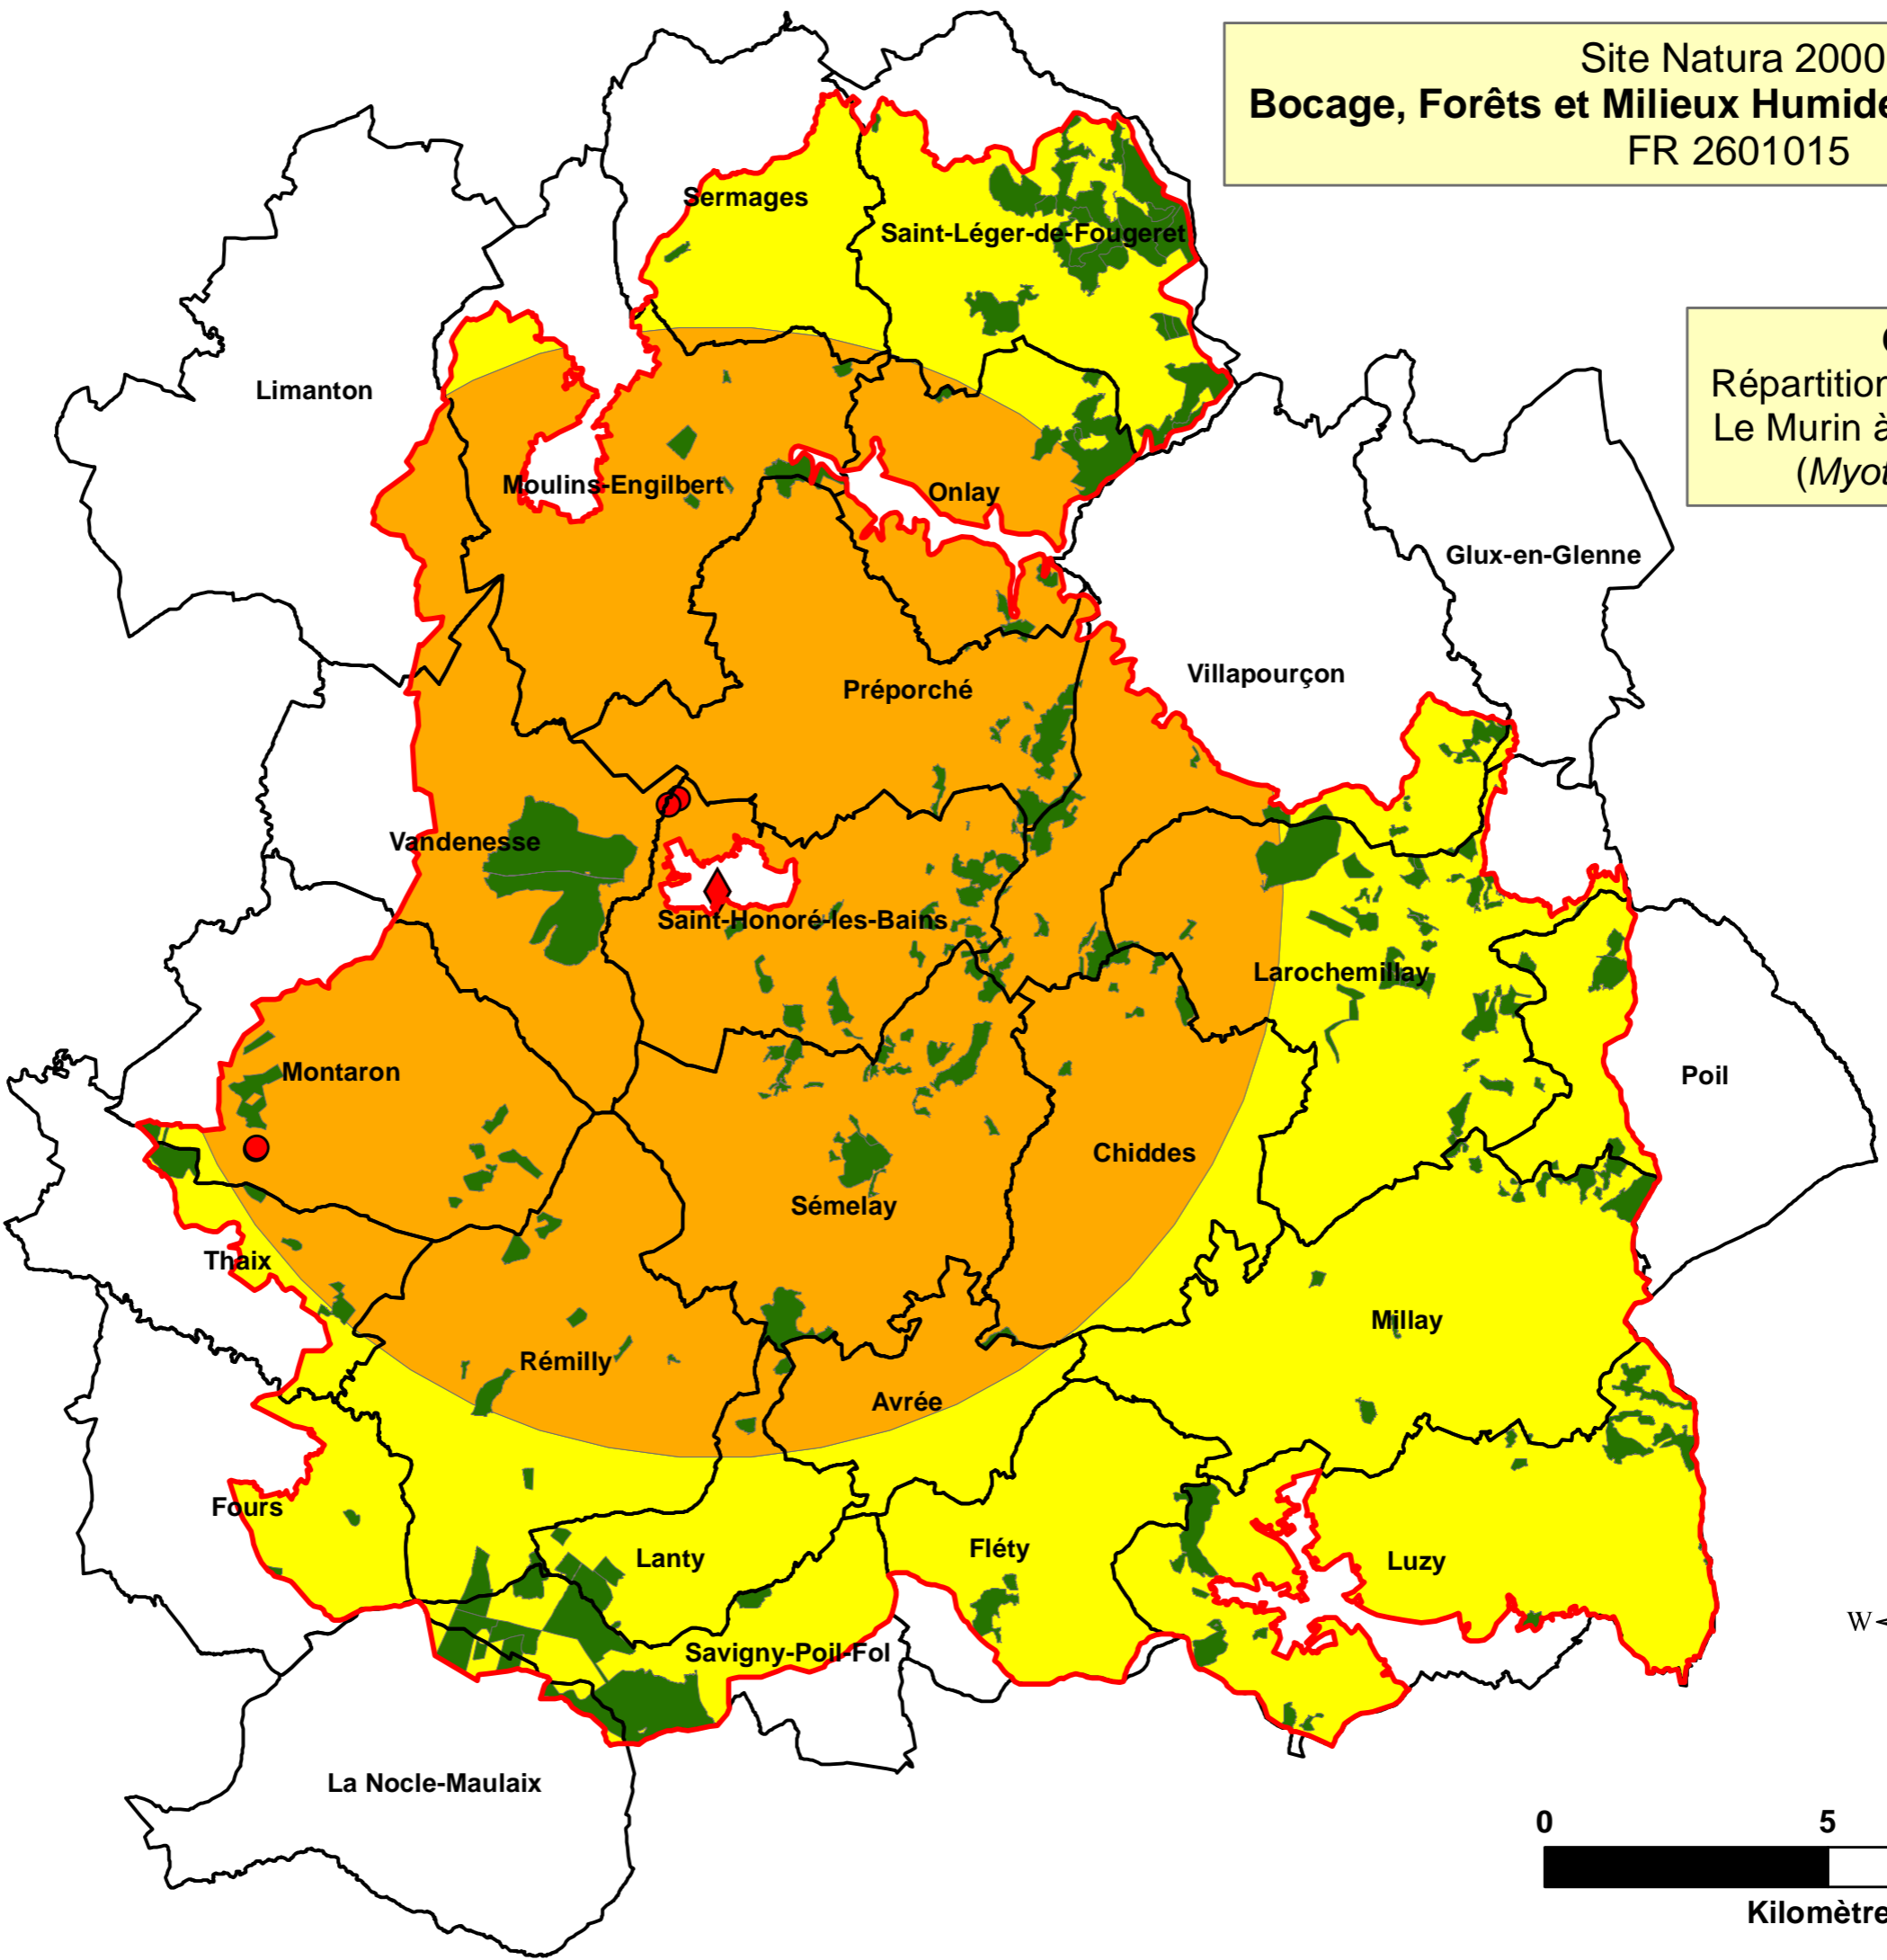 Site Natura 2000
Bocage, Forêts et Milieux Humide
FR 2601015
Sermages
Saint-Léger-de-Fougeret
Répartition
Le Murin à
(Myot
Limanton
Moulins-Engilbert
Onlay
Glux-en-Glenne
Villapourçon
Préporché
Vandenesse
Saint-Honoré-les-Bains
Larochemillay
Montaron
Poil
Chiddes
Sémelay
Thaix
Millay
Rémilly
Avrée
Fours
Fléty
Lanty
Luzy
W
Savigny-Poil-Fol
La Nocle-Maulaix
0 5
Kilomètre